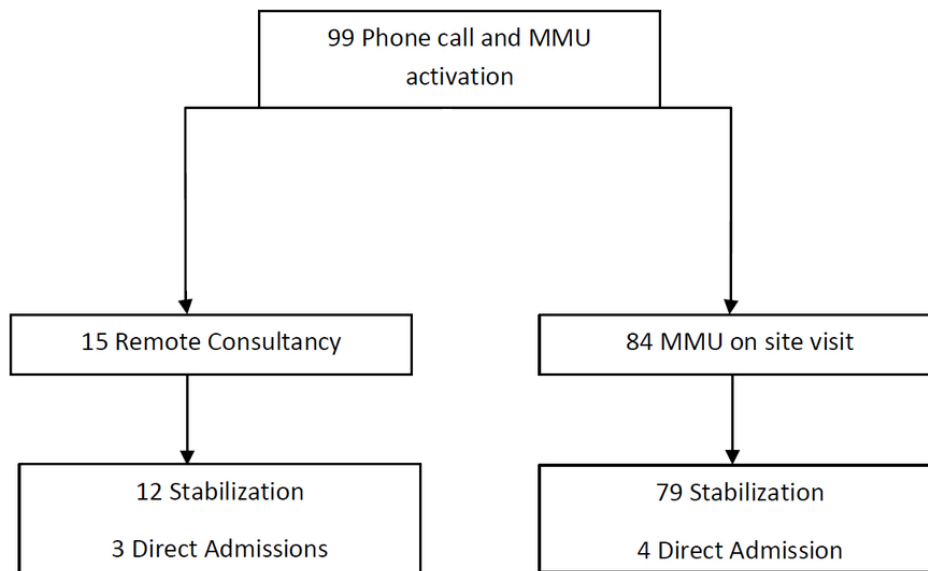 99 Phone call and MMU
activation
15 Remote Consultancy
84 MMU on site visit
12 Stabilization
3 Direct Admissions
79 Stabilization
4 Direct Admission